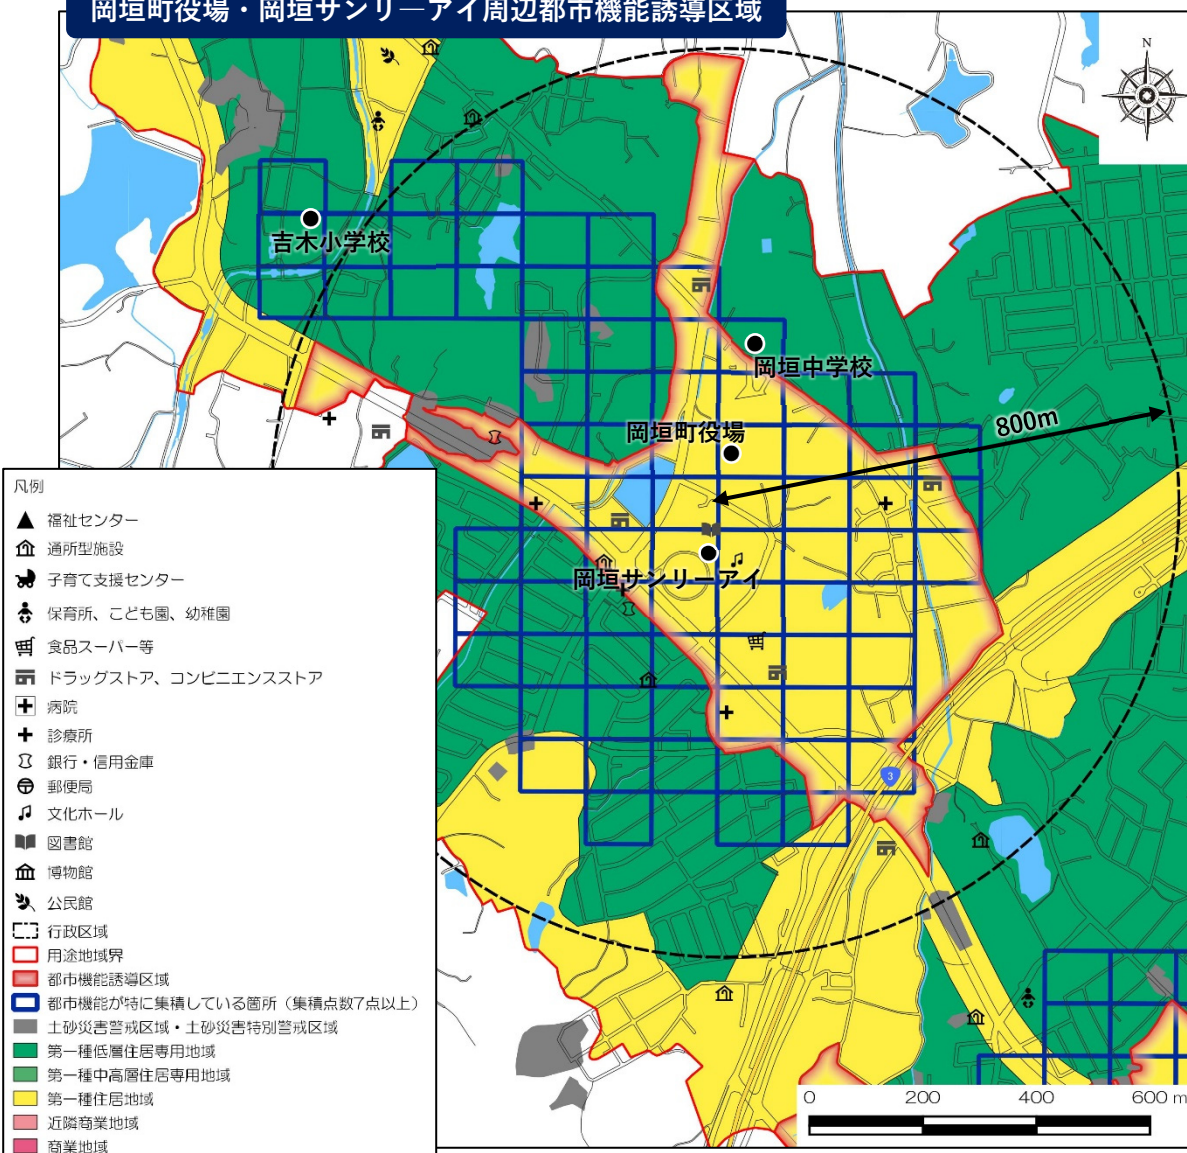 岡垣町役場・岡垣サンリーアイ周辺都市機能誘導区域
N
吉木小学校
岡垣中学校
800m
岡垣町役場
岡垣サンリーアイ
3
凡例
福祉センター
通所型施設
子育て支援センター
保育所、こども園、幼稚園
食品スーパー等
ドラッグストア、コンビニエンスストア
病院
診療所
銀行・信用金庫
郵便局
文化ホール
図書館
博物館
公民館
行政区域
用途地域界
都市機能誘導区域
都市機能が特に集積している箇所（集積点数7点以上）
土砂災害警戒区域・土砂災害特別警戒区域
第一種低層住居専用地域
第一種中高層住居専用地域
第一種住居地域
近隣商業地域
商業地域
0 200 400 600 m